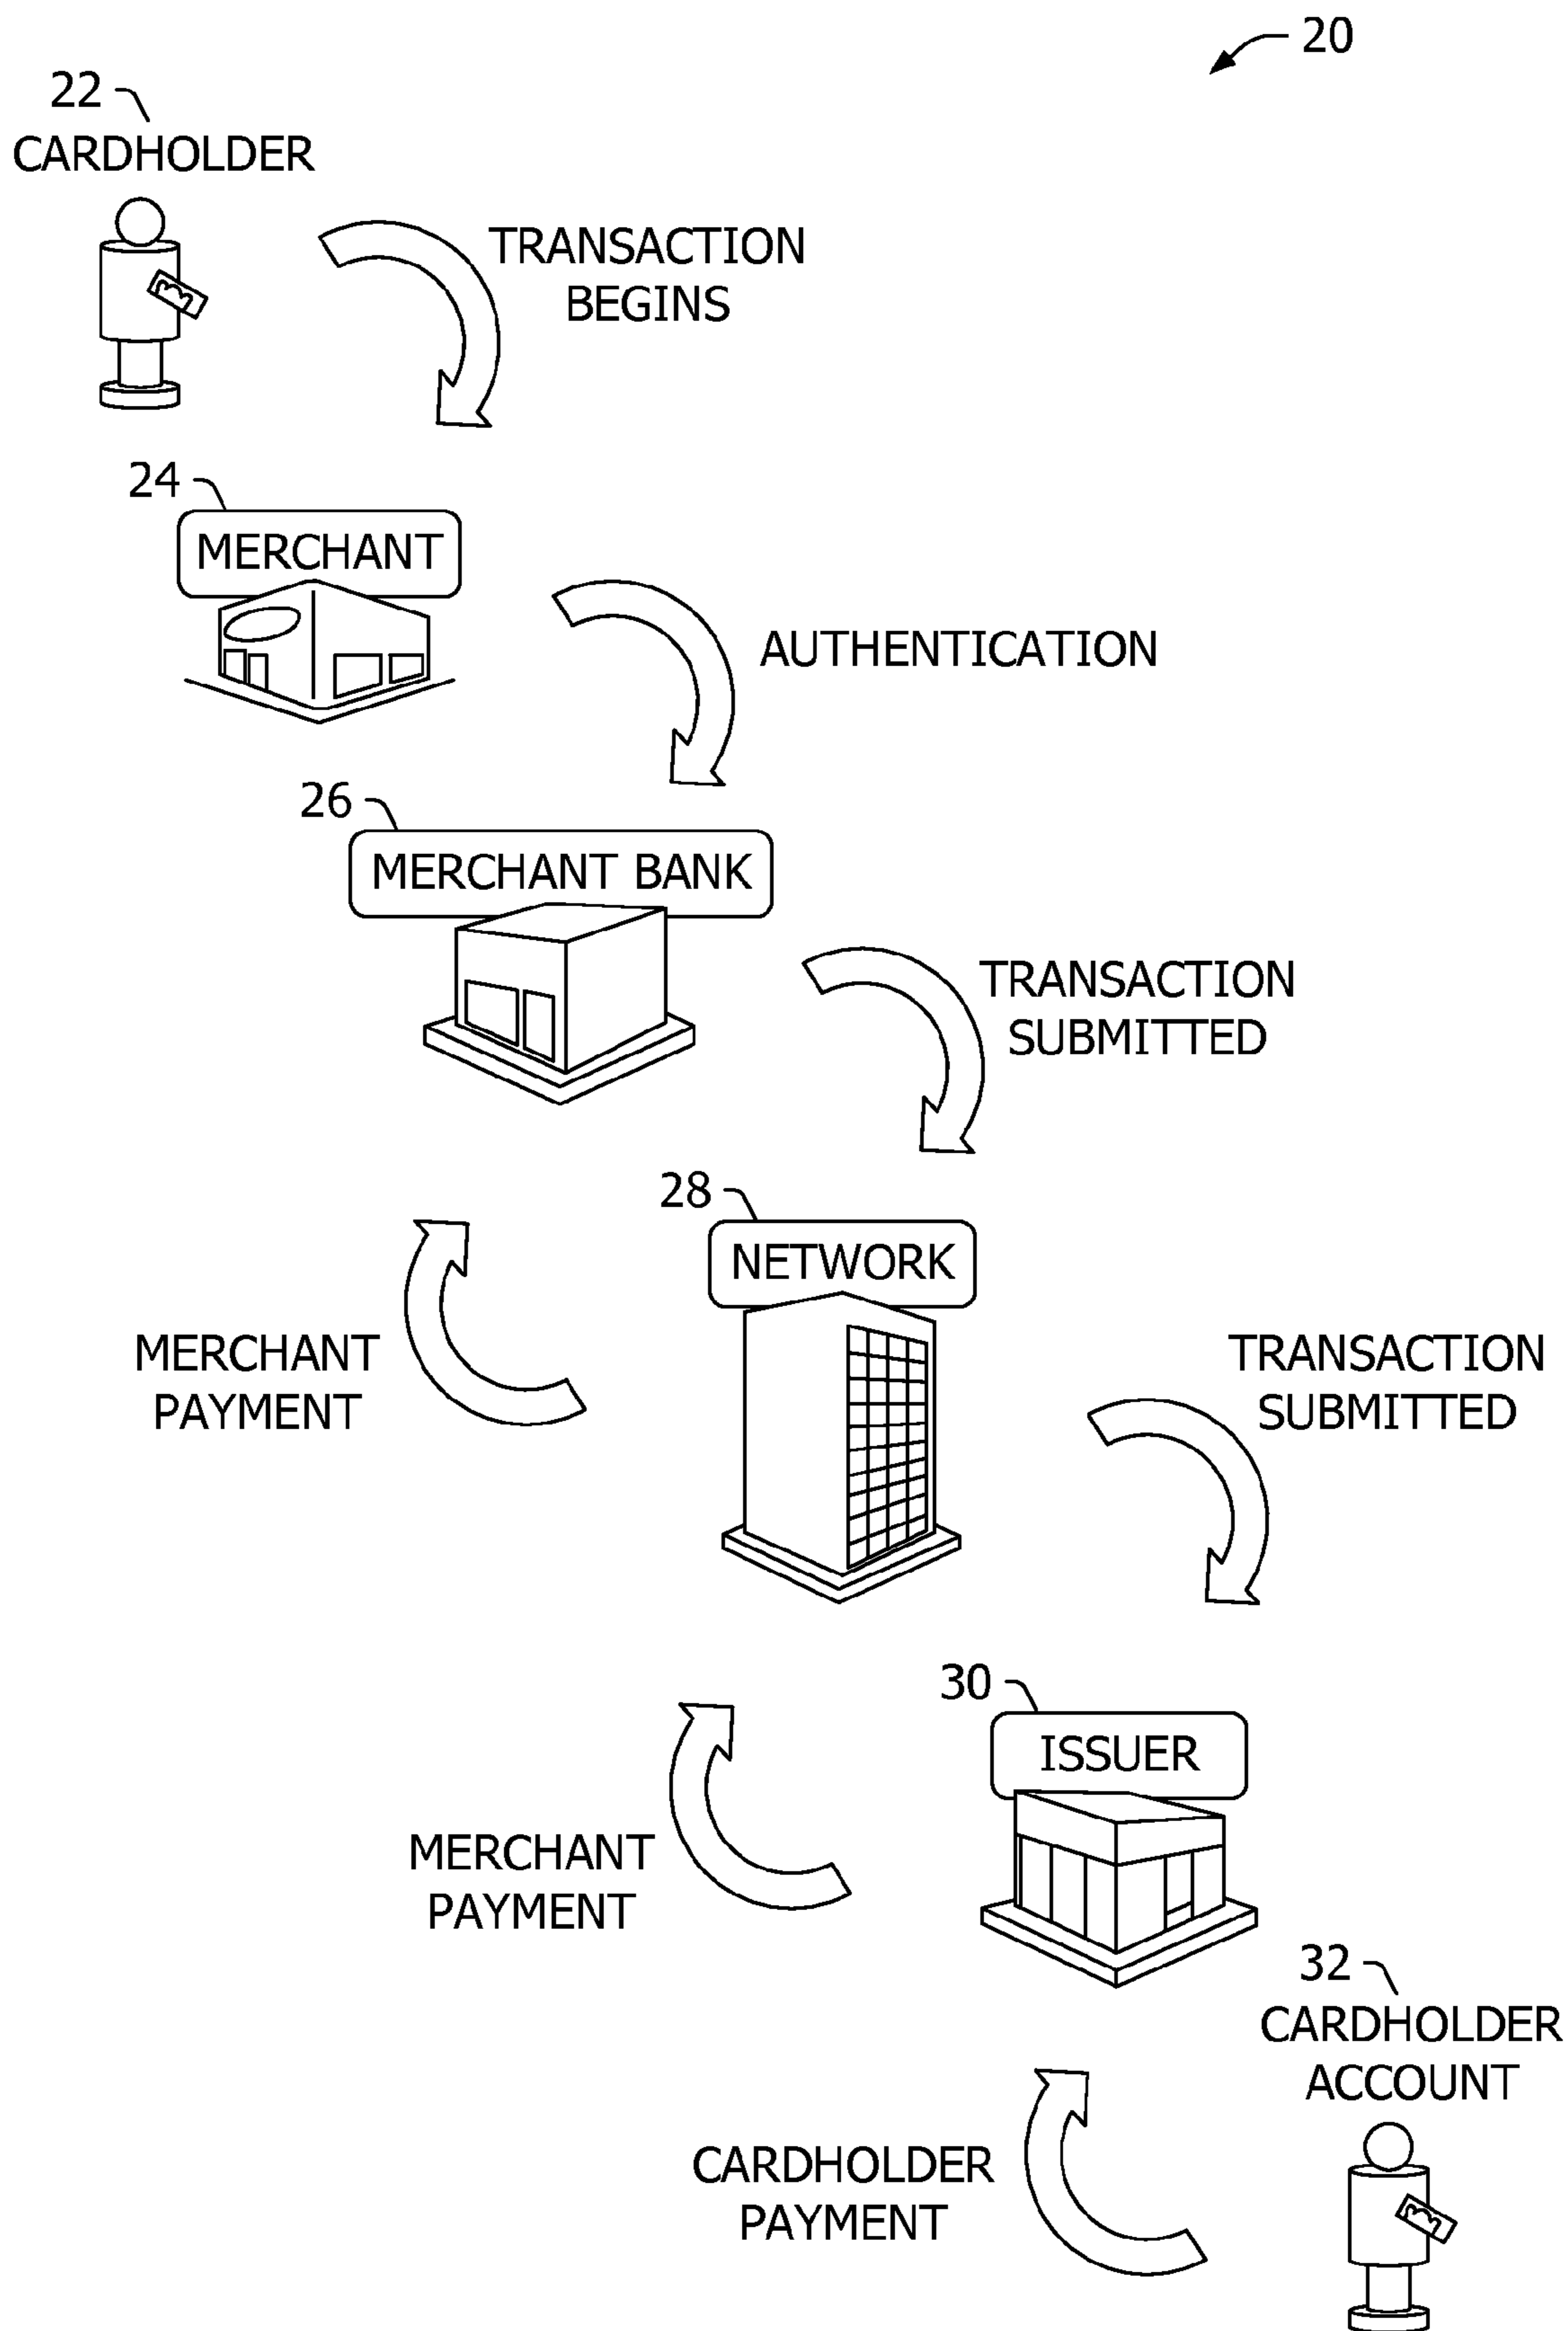 20
22
CARDHOLDER
TRANSACTION
BEGINS
24
MERCHANT
AUTHENTICATION
26
MERCHANT BANK
TRANSACTION
SUBMITTED
28
NETWORK
MERCHANT
PAYMENT
TRANSACTION
SUBMITTED
30
ISSUER
MERCHANT
PAYMENT
32
CARDHOLDER
ACCOUNT
CARDHOLDER
PAYMENT